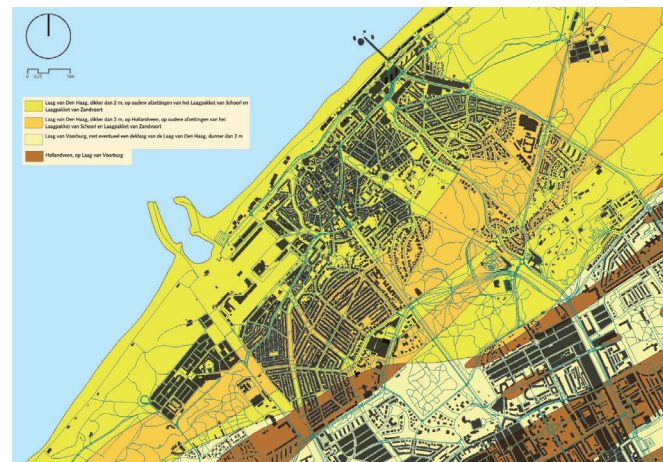 Laag van Den Haag, dikker dan 2 m, op oudere afzettingen van het Laagpakket van Schoorl en
Laagpakket van Zandvoort
Laag van Den Haag, dikker dan 2 m, op Hollandveen, op oudere afzettingen van het
Laagpakket van Schoorl en Laagpakket van Zandvoort
Laag van Voorburg, met eventueel een deklaag van de Laag van Den Haag, dunner dan 2 m
Hollandveen, op Laag van Voorburg